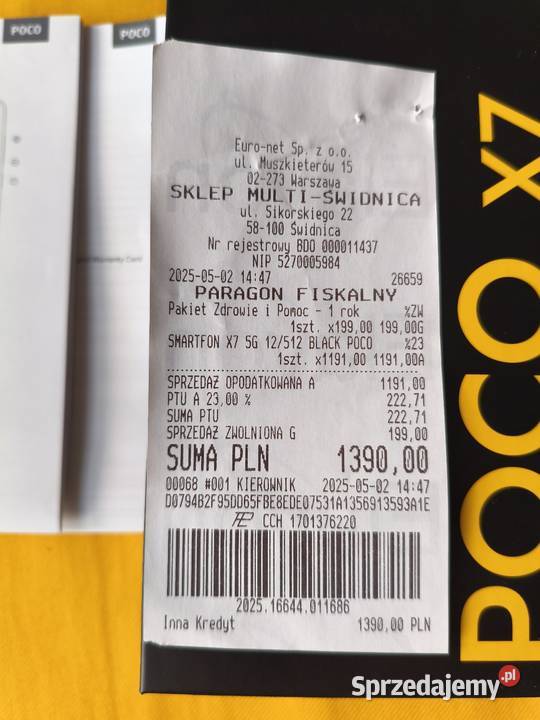 POCO
POCO
nd Warranty Card
Euro-net Sp. z o.o.
ul. Muszkieterów 15
02-273 Warszawa
SKLEP MULTI-ŚWIDNICA
ul. Sikorskiego 22
58-100 Świdnica
Nr rejestrowy BDO 000011437
NIP 5270005984
2025-05-02 14:47 26659
PARAGON FISKALNY
Pakiet Zdrowie i Pomoc - 1 rok %ZW
1szt. x199,00 199,00G
SMARTFON X7 5G 12/512 BLACK POCO %23
1szt. x1191,00 1191,00A
SPRZEDAŻ OPODATKOWANA A 1191,00
PTU A 23,00 % 222,71
SUMA PTU 222,71
SPRZEDAŻ ZWOLNIONA G 199,00
SUMA PLN 1390,00
00068 #001 KIEROWNIK 2025-05-02 14:47
D0794B2F95DD65FBE8EDE07531A1356913593A1E
CCH 1701376220
2025.16644.011686
Inna Kredyt 1390,00 PLN
POCO X7
Sprzedajemy.pl